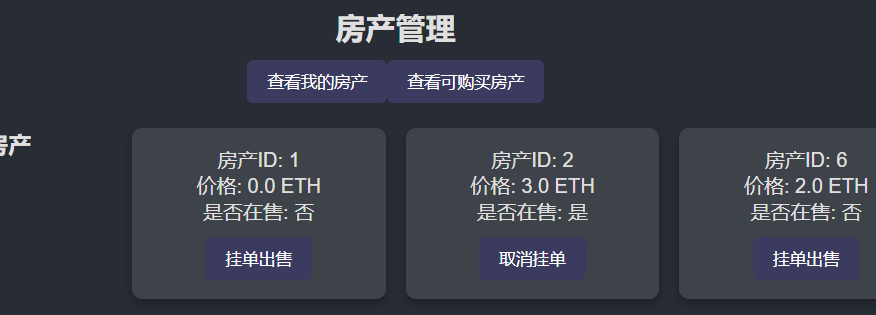 房产管理
查看我的房产 查看可购买房产
房产
房产ID: 1
价格: 0.0 ETH
是否在售: 否
挂单出售
房产ID: 2
价格: 3.0 ETH
是否在售: 是
取消挂单
房产ID: 6
价格: 2.0 ETH
是否在售: 否
挂单出售